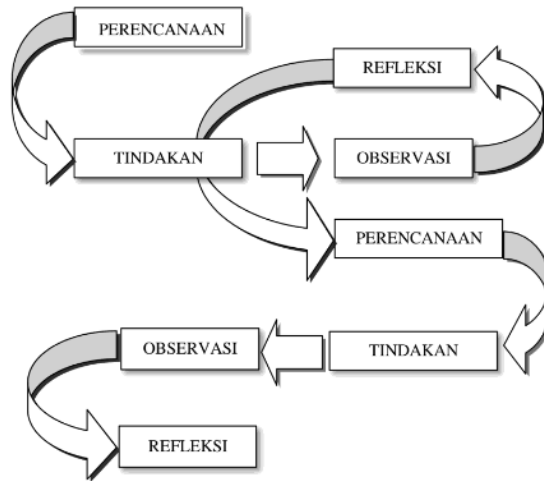 PERENCANAAN
REFLEKSI
TINDAKAN
OBSERVASI
PERENCANAAN
OBSERVASI
TINDAKAN
REFLEKSI